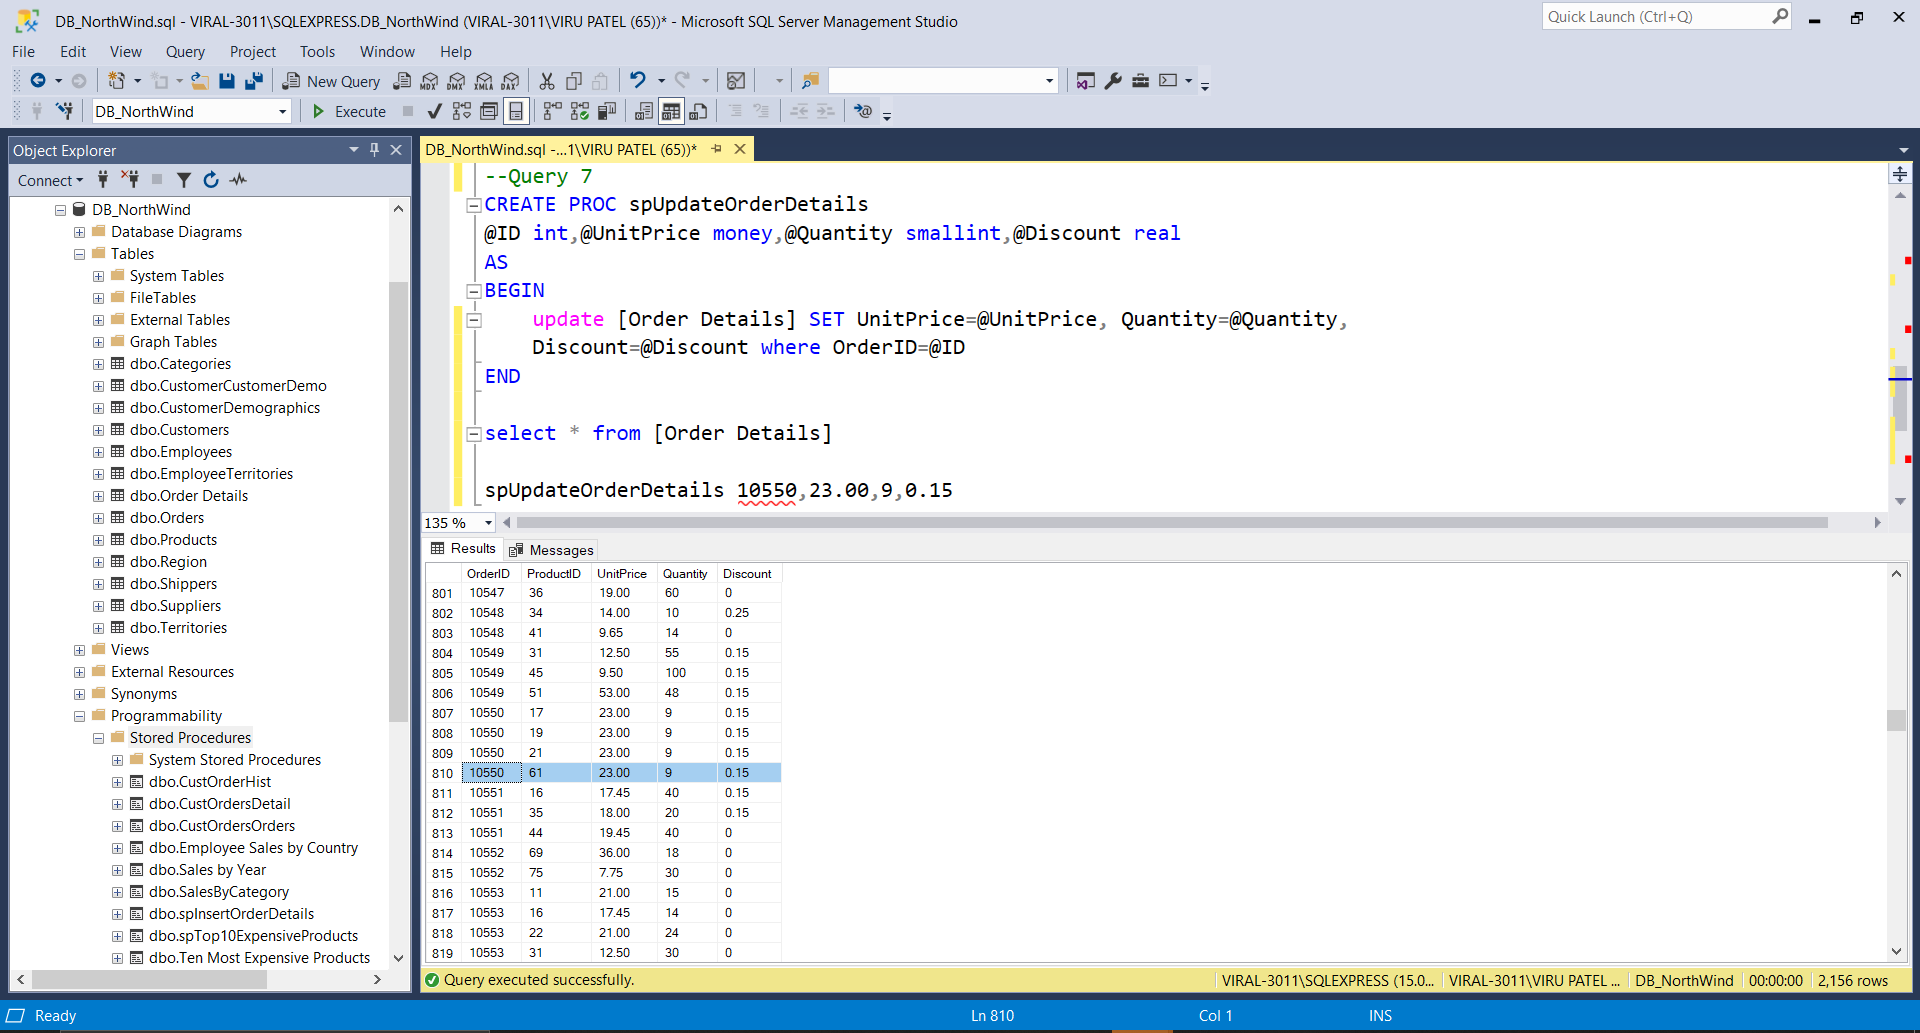 DB_NorthWind.sql - VIRAL-3011\SQLEXPRESS.DB_NorthWind (VIRAL-3011\VIRU PATEL (65))* - Microsoft SQL Server Management Studio
Quick Launch (Ctrl+Q)
File Edit View Query Project Tools Window Help
New Query MDX DMX XMLA DAX
DB_NorthWind Execute
Object Explorer
Connect
DB_NorthWind
Database Diagrams
Tables
System Tables
FileTables
External Tables
Graph Tables
dbo.Categories
dbo.CustomerCustomerDemo
dbo.CustomerDemographics
dbo.Customers
dbo.Employees
dbo.EmployeeTerritories
dbo.Order Details
dbo.Orders
dbo.Products
dbo.Region
dbo.Shippers
dbo.Suppliers
dbo.Territories
Views
External Resources
Synonyms
Programmability
Stored Procedures
System Stored Procedures
dbo.CustOrderHist
dbo.CustOrdersDetail
dbo.CustOrdersOrders
dbo.Employee Sales by Country
dbo.Sales by Year
dbo.SalesByCategory
dbo.spInsertOrderDetails
dbo.spTop10ExpensiveProducts
dbo.Ten Most Expensive Products
DB_NorthWind.sql -...1\VIRU PATEL (65))*
--Query 7
CREATE PROC spUpdateOrderDetails
@ID int,@UnitPrice money,@Quantity smallint,@Discount real
AS
BEGIN
update [Order Details] SET UnitPrice=@UnitPrice, Quantity=@Quantity,
Discount=@Discount where OrderID=@ID
END
select * from [Order Details]
spUpdateOrderDetails 10550,23.00,9,0.15
135 %
Results Messages
OrderID ProductID UnitPrice Quantity Discount
801 10547 36 19.00 60 0
802 10548 34 14.00 10 0.25
803 10548 41 9.65 14 0
804 10549 31 12.50 55 0.15
805 10549 45 9.50 100 0.15
806 10549 51 53.00 48 0.15
807 10550 17 23.00 9 0.15
808 10550 19 23.00 9 0.15
809 10550 21 23.00 9 0.15
810 10550 61 23.00 9 0.15
811 10551 16 17.45 40 0.15
812 10551 35 18.00 20 0.15
813 10551 44 19.45 40 0
814 10552 69 36.00 18 0
815 10552 75 7.75 30 0
816 10553 11 21.00 15 0
817 10553 16 17.45 14 0
818 10553 22 21.00 24 0
819 10553 31 12.50 30 0
Query executed successfully.
VIRAL-3011\SQLEXPRESS (15.0... VIRAL-3011\VIRU PATEL ... DB_NorthWind 00:00:00 2,156 rows
Ready Ln 810 Col 1 INS